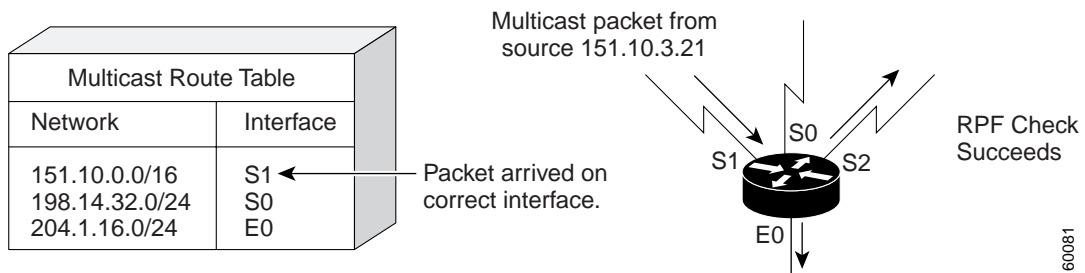 Multicast Route Table
Network Interface
151.10.0.0/16 S1
198.14.32.0/24 S0
204.1.16.0/24 E0
Packet arrived on
correct interface.
Multicast packet from
source 151.10.3.21
S0
S1
S2
E0
RPF Check
Succeeds
60081